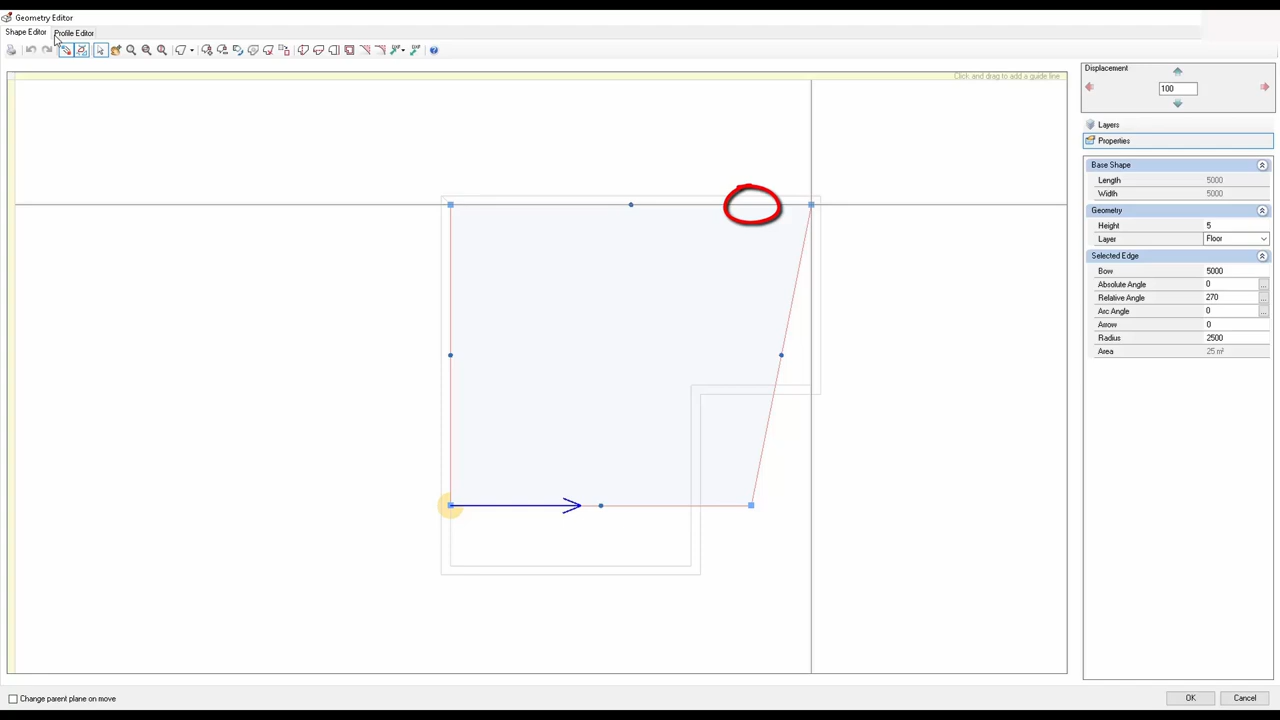 Geometry Editor
Shape Editor Profile Editor
Click and drag to add a guide line
Displacement
100
Layers
Properties
Base Shape
Length 5000
Width 5000
Geometry
Height 5
Layer Floor
Selected Edge
Bow 5000
Absolute Angle 0 ...
Relative Angle 270 ...
Arc Angle 0 ...
Arrow 0
Radius 2500
Area 25 m²
Change parent plane on move
OK Cancel